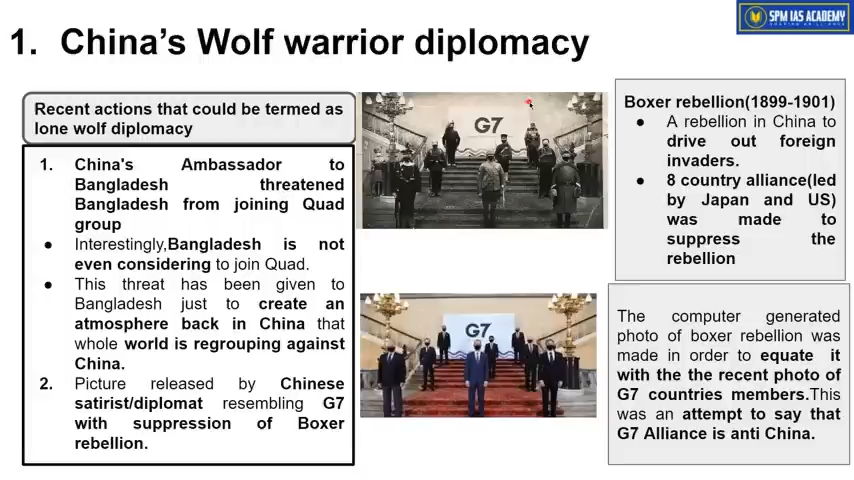 SPM IAS ACADEMY
1. China's Wolf warrior diplomacy
Recent actions that could be termed as
lone wolf diplomacy
1. China's Ambassador to
Bangladesh threatened
Bangladesh from joining Quad
group
● Interestingly,Bangladesh is not
even considering to join Quad.
● This threat has been given to
Bangladesh just to create an
atmosphere back in China that
whole world is regrouping against
China.
2. Picture released by Chinese
satirist/diplomat resembling G7
with suppression of Boxer
rebellion.
G7
G7
Boxer rebellion(1899-1901)
● A rebellion in China to
drive out foreign
invaders.
● 8 country alliance(led
by Japan and US)
was made to
suppress the
rebellion
The computer generated
photo of boxer rebellion was
made in order to equate it
with the the recent photo of
G7 countries members.This
was an attempt to say that
G7 Alliance is anti China.